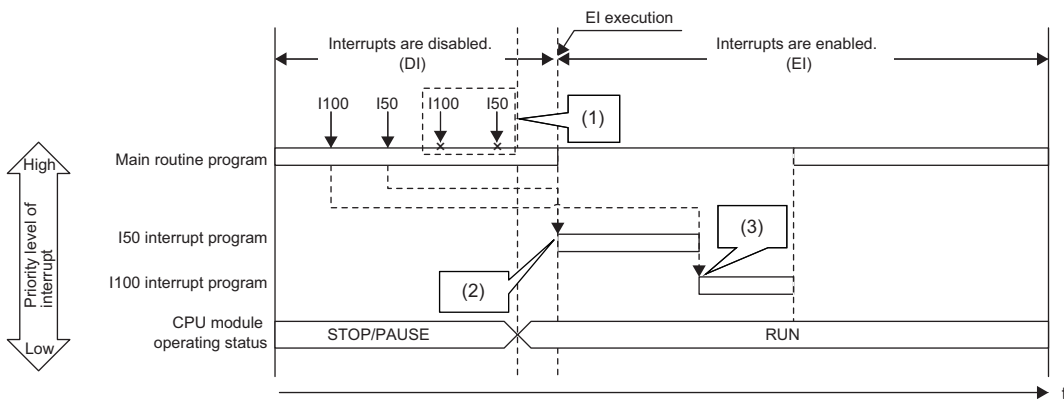 EI execution
Interrupts are disabled.
(DI)
Interrupts are enabled.
(EI)
I100
I50
I100
I50
(1)
High
Priority level of
interrupt
Low
Main routine program
I50 interrupt program
(3)
I100 interrupt program
(2)
CPU module
operating status
STOP/PAUSE
RUN
t